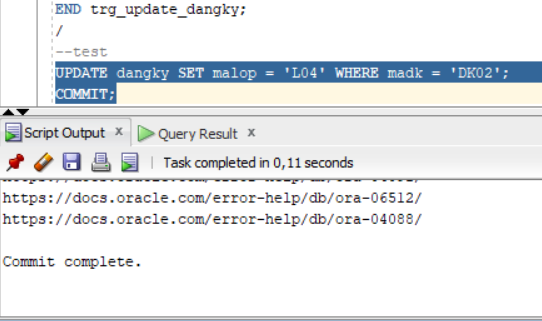 END trg_update_dangky;
/
--test
UPDATE dangky SET malop = 'L04' WHERE madk = 'DK02';
COMMIT;
Script Output x Query Result x
Task completed in 0,11 seconds
https://docs.oracle.com/error-help/db/ora-06512/
https://docs.oracle.com/error-help/db/ora-04088/
Commit complete.